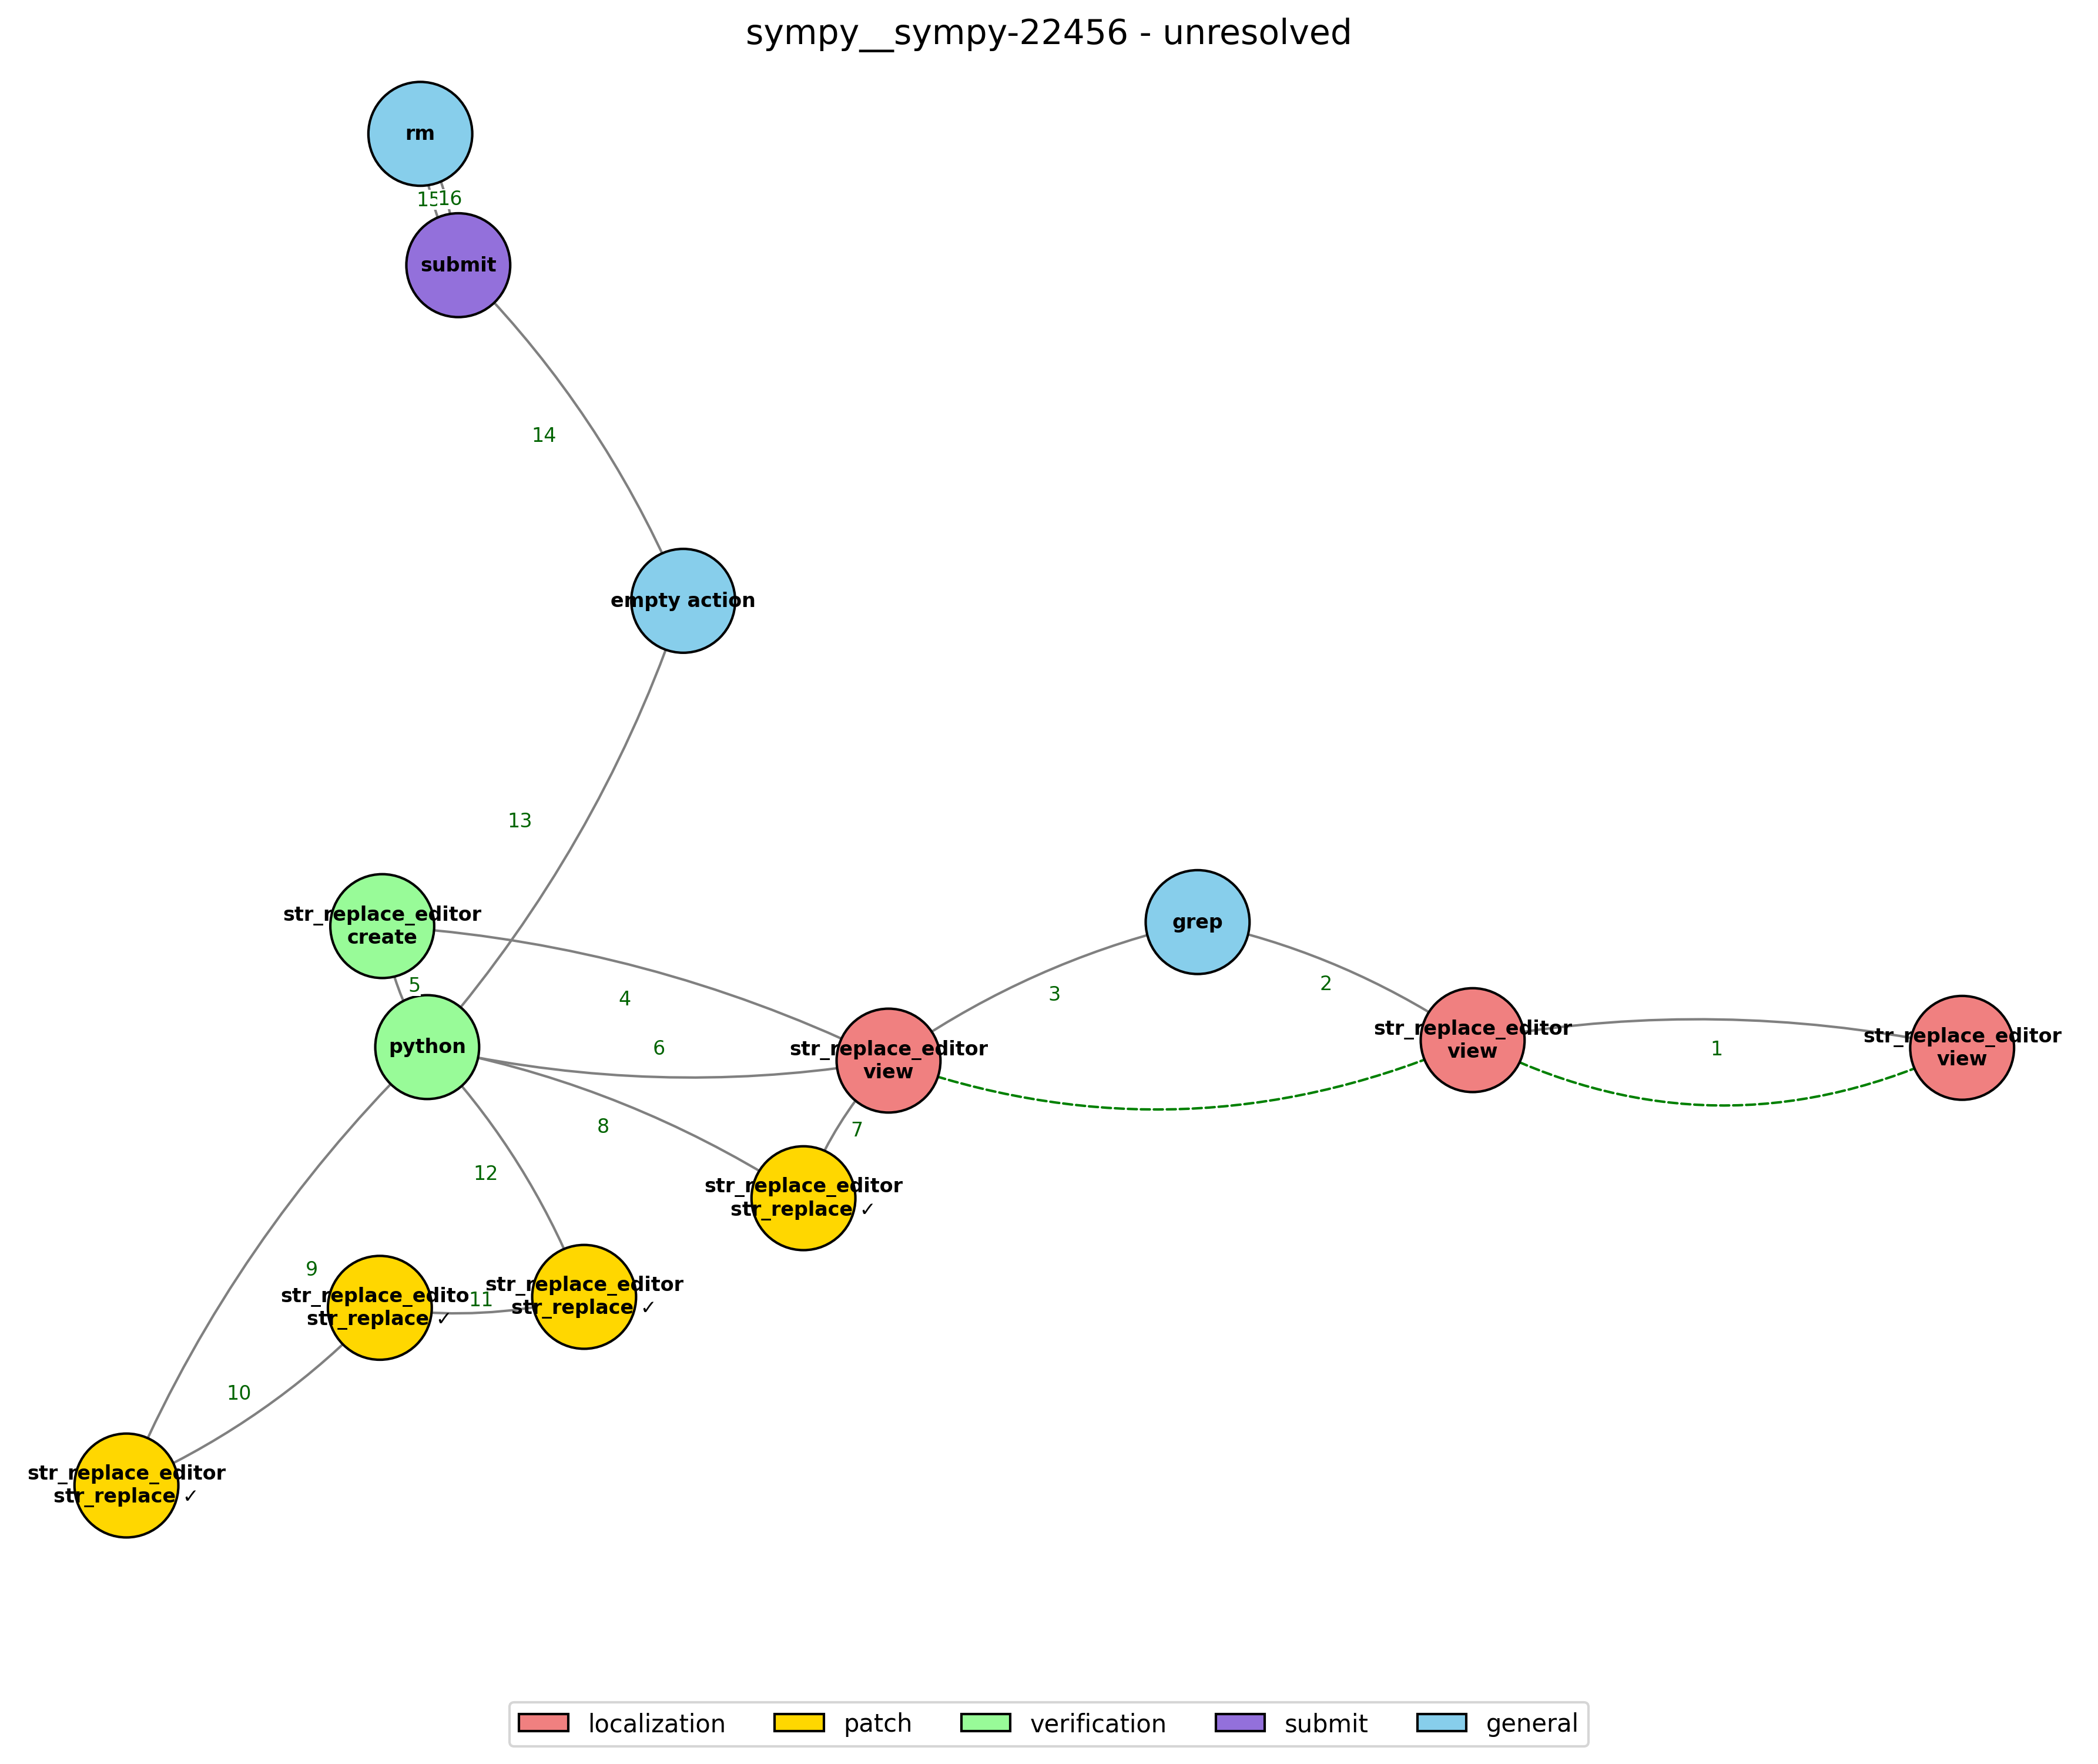 sympy__sympy-22456 - unresolved
rm
15
16
submit
14
empty action
13
str_replace_editor
create
grep
5
4
3
2
str_replace_editor
view
str_replace_editor
view
python
6
str_replace_editor
view
1
8
7
12
str_replace_editor
str_replace ✓
9
str_replace_edito
str_replace ✓
11
str_replace_editor
str_replace ✓
10
str_replace_editor
str_replace ✓
localization
patch
verification
submit
general